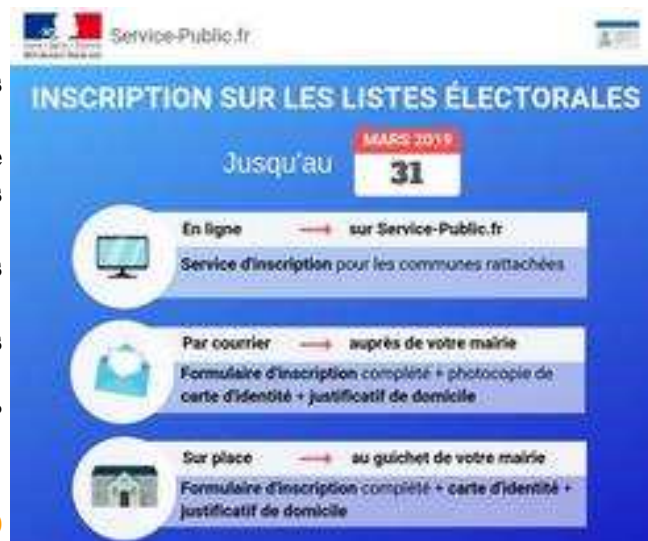 Service-Public.fr
INSCRIPTION SUR LES LISTES ÉLECTORALES
Jusqu'au
MARS 2019
31
En ligne → sur Service-Public.fr
Service d'inscription pour les communes rattachées
Par courrier → auprès de votre mairie
Formulaire d'inscription complété + photocopie de
carte d'identité + justificatif de domicile
Sur place → au guichet de votre mairie
Formulaire d'inscription complété + carte d'identité +
justificatif de domicile